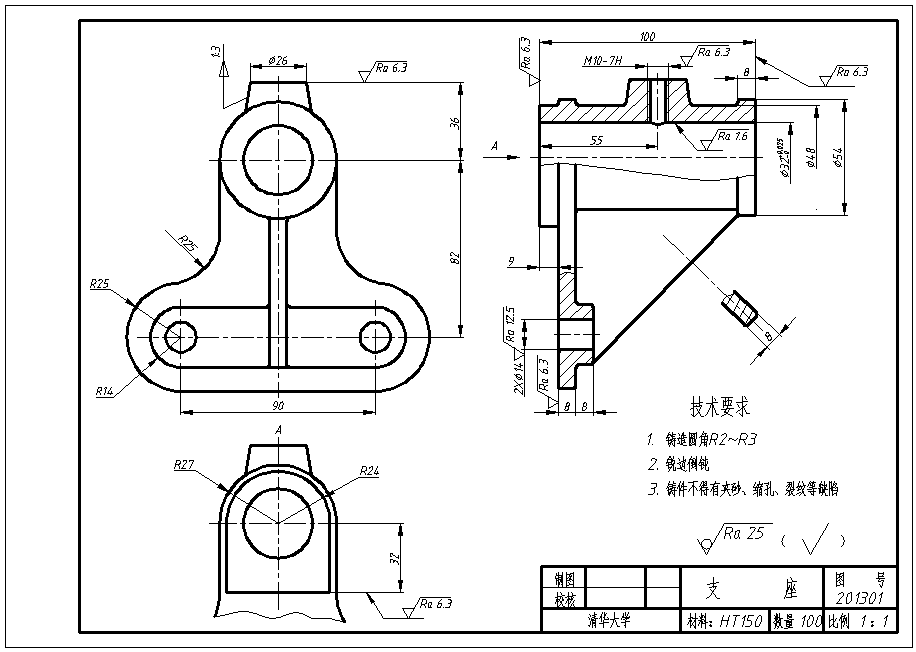 1:3
Φ26
Ra 6.3
36
82
R25
R25
R14
90
100
Ra 6.3
M10-7H
Ra 6.3
8
Ra 6.3
A
55
Ra 1.6
Φ48
Φ54
9
Ra 12.5
2XΦ14
Ra 6.3
8
8
8
A
R27
R24
32
Ra 6.3
技术要求
1. 铸造圆角R2~R3
2. 锐边倒钝
3. 铸件不得有夹砂、缩孔、裂纹等缺陷
Ra 25 ( )
制图 支 座 图 号
校核 201301
清华大学 材料: HT150 数量 100 比例 1:1